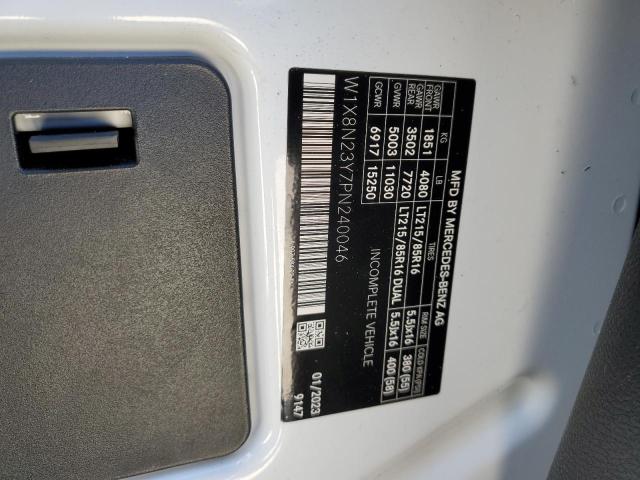 MFD BY MERCEDES-BENZ AG
KG LB TIRES RIM SIZE COLD KPA(PSI)
GAWR FRONT 1851 4080 LT215/85R16 5.5Jx16 380(55)
GAWR REAR 3502 7720 LT215/85R16 DUAL 5.5Jx16 400(58)
GVWR 5003 11030
GCWR 6917 15250 INCOMPLETE VEHICLE
W1X8N23Y7PN240046 01/2023
9147